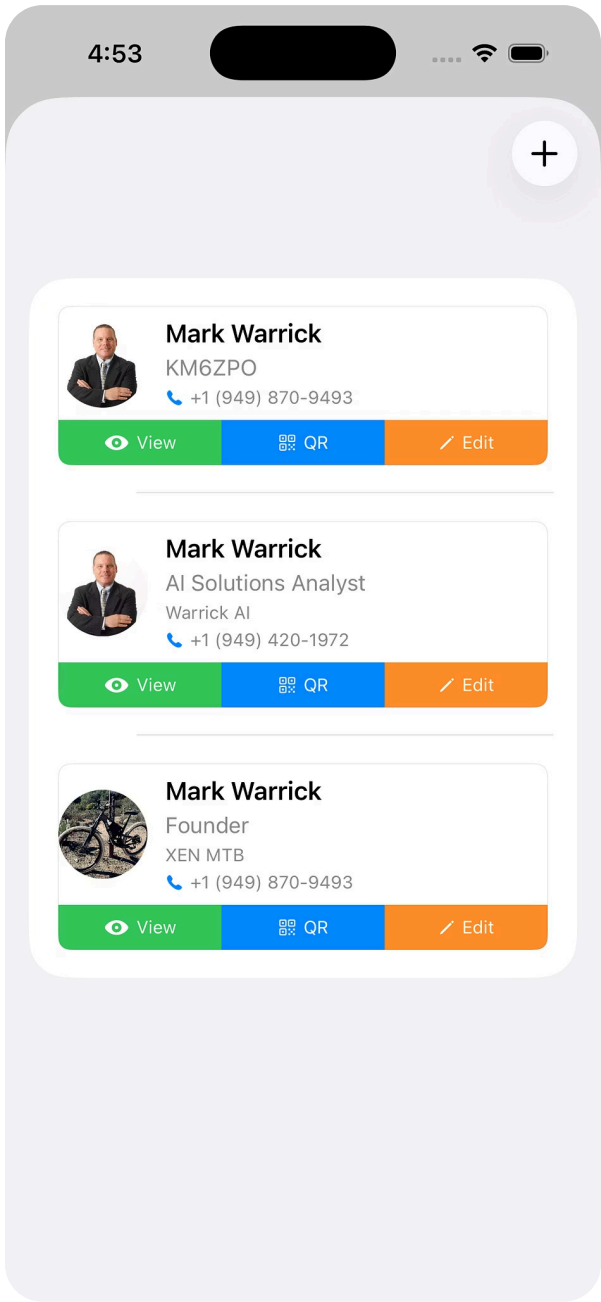 4:53
Mark Warrick
KM6ZPO
+1 (949) 870-9493
View QR Edit
Mark Warrick
AI Solutions Analyst
Warrick AI
+1 (949) 420-1972
View QR Edit
Mark Warrick
Founder
XEN MTB
+1 (949) 870-9493
View QR Edit